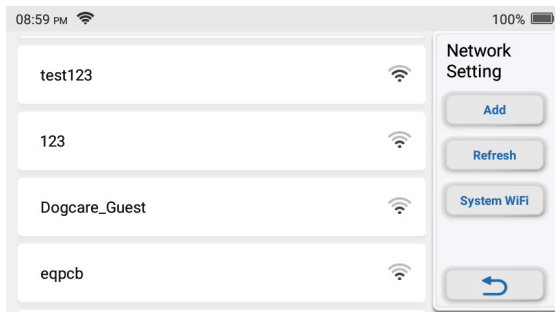 08:59 PM
100%
test123
123
Dogcare_Guest
eqpcb
Network
Setting
Add
Refresh
System WiFi